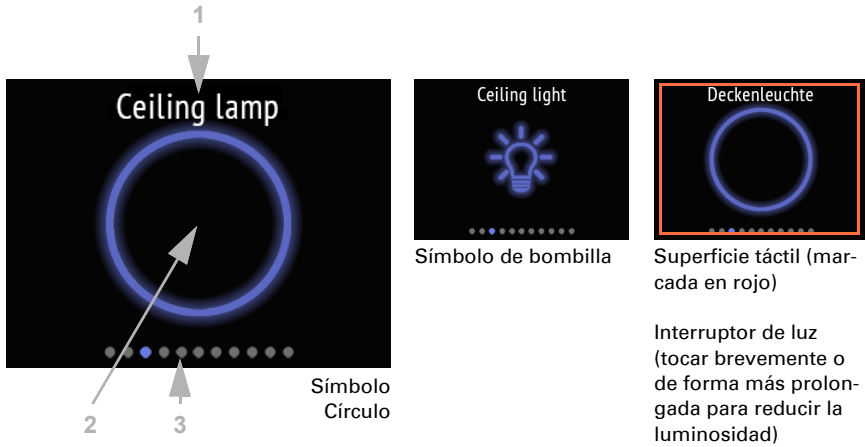 1
Ceiling lamp
2
3
Símbolo
Círculo
Ceiling light
Símbolo de bombilla
Deckenleuchte
Superficie táctil (mar-
cada en rojo)
Interruptor de luz
(tocar brevemente o
de forma más prolon-
gada para reducir la
luminosidad)